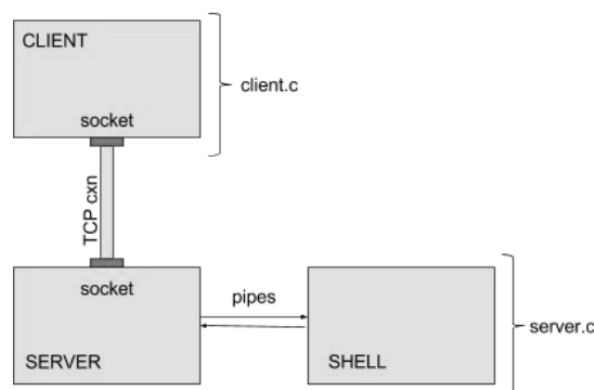 CLIENT
socket
client.c
TCP cxn
socket
pipes
SERVER
SHELL
server.c